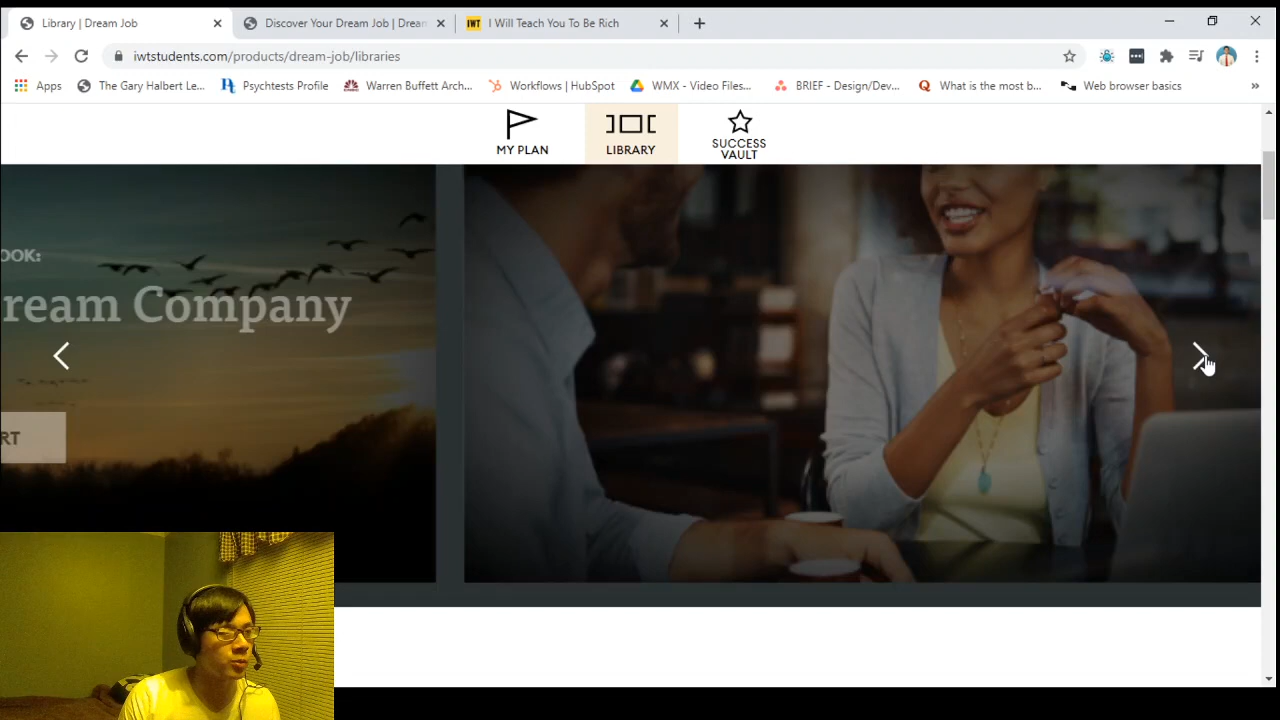 Library | Dream Job
Discover Your Dream Job | Drear
IWT I Will Teach You To Be Rich
iwtstudents.com/products/dream-job/libraries
Apps
The Gary Halbert Le...
Psychtests Profile
Warren Buffett Arch...
Workflows | HubSpot
WMX - Video Files...
BRIEF - Design/Dev...
What is the most b...
Web browser basics
MY PLAN
LIBRARY
SUCCESS
VAULT
OOK:
ream Company
RT